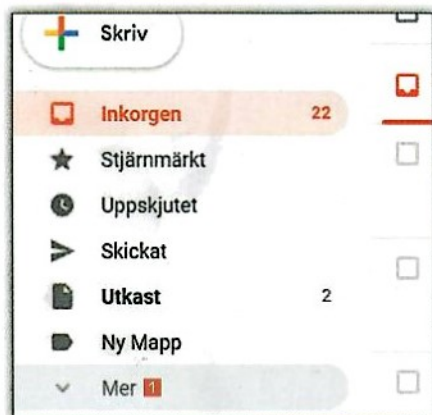 Skriv
Inkorgen 22
Stjärnmärkt
Uppskjutet
Skickat
Utkast 2
Ny Mapp
Mer 1